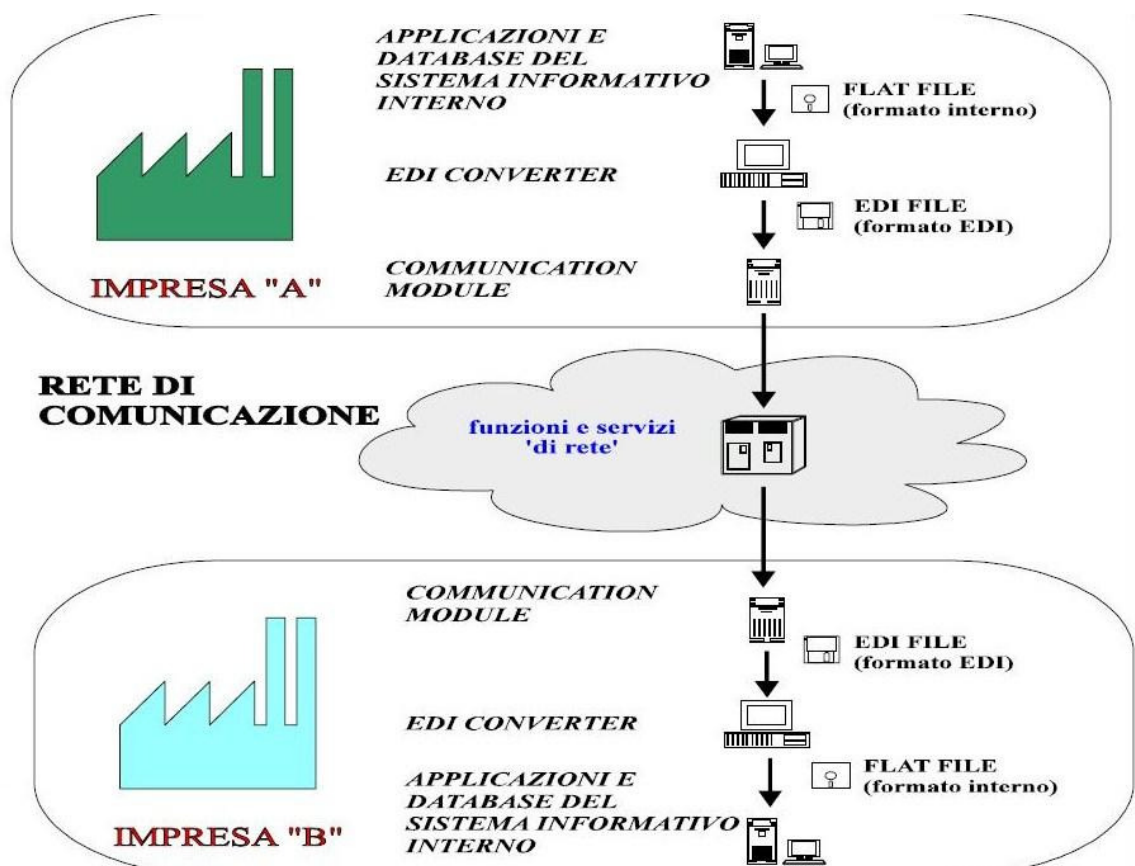 APPLICAZIONI E
DATABASE DEL
SISTEMA INFORMATIVO
INTERNO
FLAT FILE
(formato interno)
EDI CONVERTER
EDI FILE
(formato EDI)
COMMUNICATION
MODULE
IMPRESA "A"
RETE DI
COMUNICAZIONE
funzioni e servizi
'di rete'
COMMUNICATION
MODULE
EDI FILE
(formato EDI)
EDI CONVERTER
FLAT FILE
(formato interno)
APPLICAZIONI E
DATABASE DEL
SISTEMA INFORMATIVO
INTERNO
IMPRESA "B"